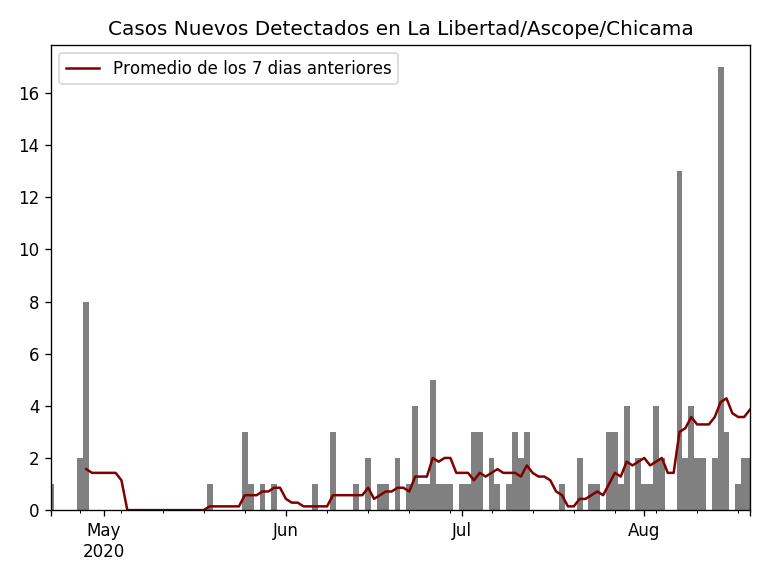 Casos Nuevos Detectados en La Libertad/Ascope/Chicama
Promedio de los 7 dias anteriores
16
14
12
10
8
6
4
2
0
May
2020
Jun
Jul
Aug